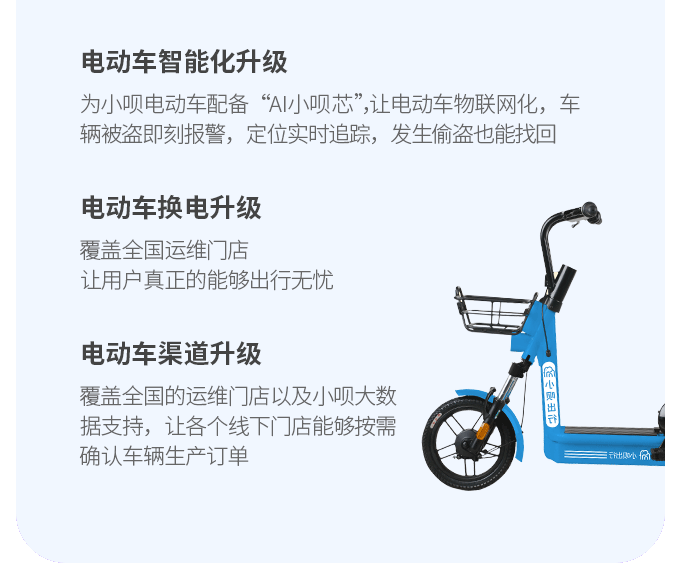 电动车智能化升级
为小呗电动车配备“AI小呗芯”,让电动车物联网化，车
辆被盗即刻报警，定位实时追踪，发生偷盗也能找回
电动车换电升级
覆盖全国运维门店
让用户真正的能够出行无忧
电动车渠道升级
覆盖全国的运维门店以及小呗大数
据支持，让各个线下门店能够按需
确认车辆生产订单
小呗出行
小呗出行